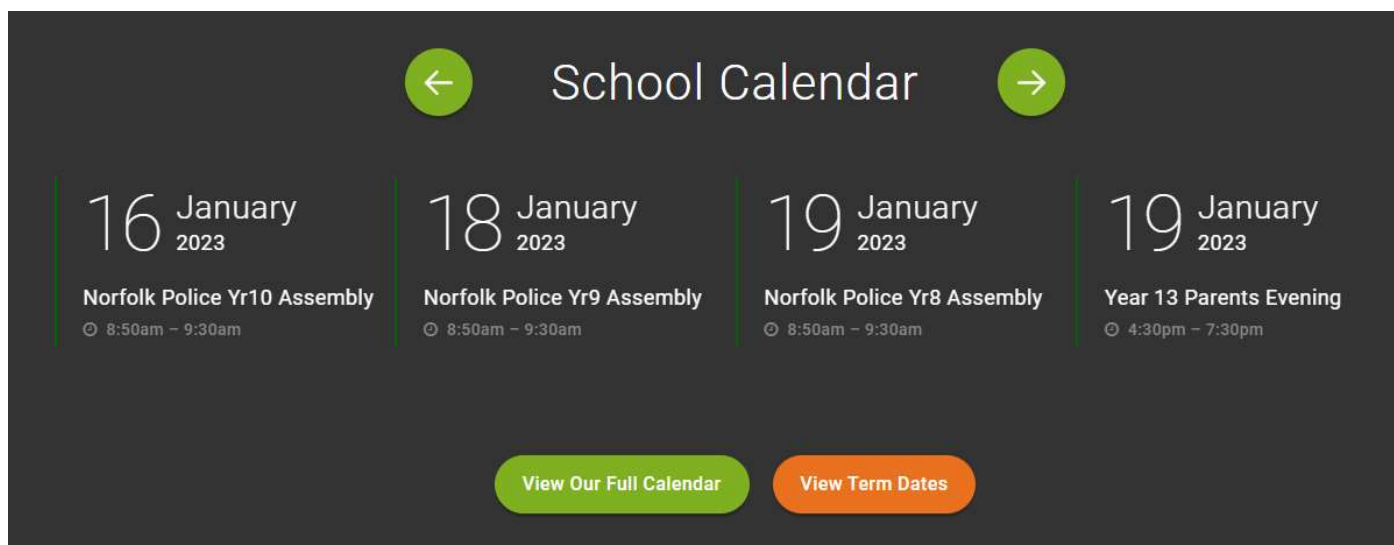 School Calendar
16 January 2023
Norfolk Police Yr10 Assembly
8:50am – 9:30am
18 January 2023
Norfolk Police Yr9 Assembly
8:50am – 9:30am
19 January 2023
Norfolk Police Yr8 Assembly
8:50am – 9:30am
19 January 2023
Year 13 Parents Evening
4:30pm – 7:30pm
View Our Full Calendar
View Term Dates